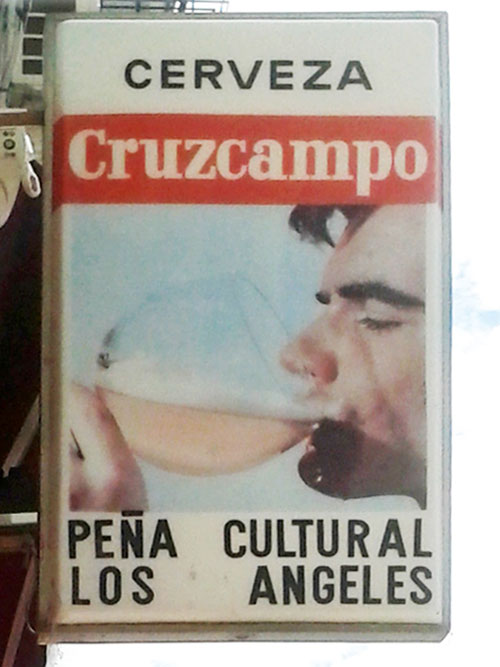 CERVEZA
Cruzcampo
PEÑA CULTURAL
LOS ANGELES